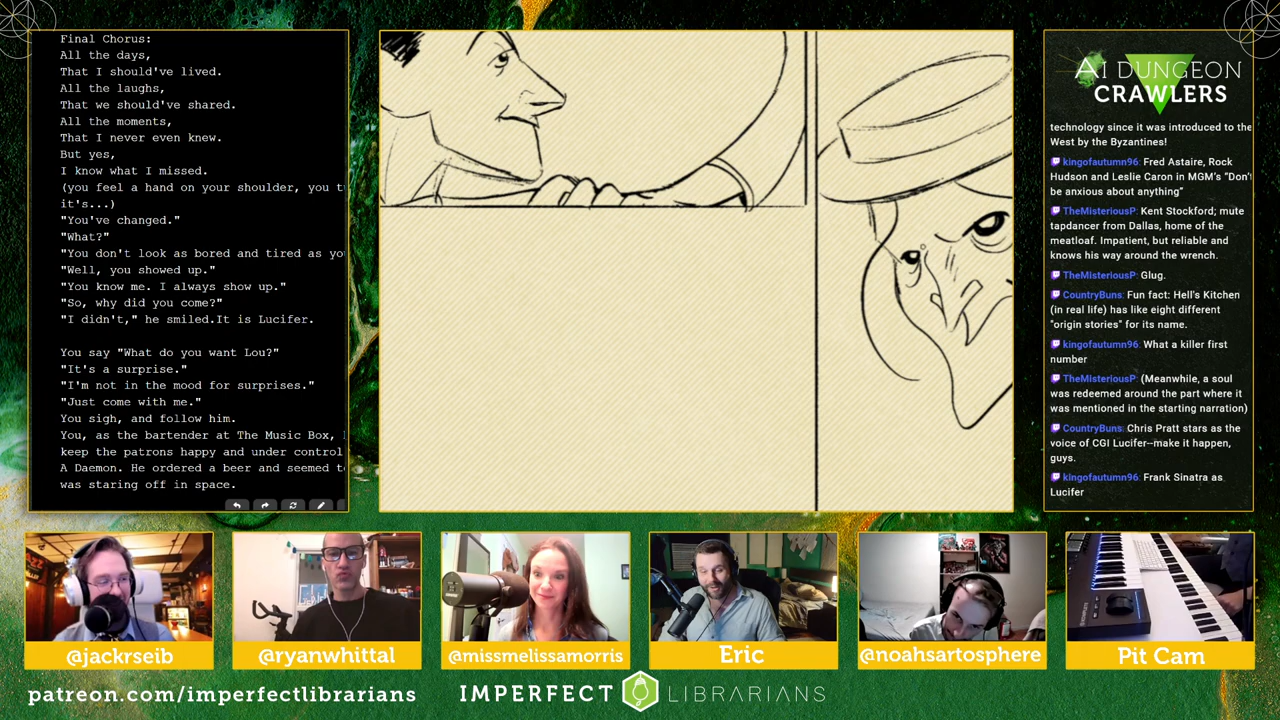 Final Chorus:
All the days,
That I should've lived.
All the laughs,
That we should've shared.
All the moments,
That I never even knew.
But yes,
I know what I missed.
(you feel a hand on your shoulder, you
it's...)
"You've changed."
"What?"
"You don't look as bored and tired as
"Well, you showed up."
"You know me. I always show up."
"So, why did you come?"
"I didn't," he smiled.It is Lucifer.
You say "What do you want Lou?"
"It's a surprise."
"I'm not in the mood for surprises."
"Just come with me."
You sigh, and follow him.
You, as the bartender at The Music Box,
keep the patrons happy and under control
A Daemon. He ordered a beer and seemed
was staring off in space.
AI DUNGEON
CRAWLERS
technology since it was introduced to the
West by the Byzantines!
kingofautumn96: Fred Astaire, Rock
Hudson and Leslie Caron in MGM's "Don't
be anxious about anything"
TheMisteriousP: Kent Stockford; mute
tapdancer from Dallas, home of the
meatloaf. Impatient, but reliable and
knows his way around the wrench.
TheMisteriousP: Glug.
CountryBuns: Fun fact: Hell's Kitchen
(in real life) has like eight different
"origin stories" for its name.
kingofautumn96: What a killer first
number
TheMisteriousP: (Meanwhile, a soul
was redeemed around the part where it
was mentioned in the starting narration)
CountryBuns: Chris Pratt stars as the
voice of CGI Lucifer--make it happen,
guys.
kingofautumn96: Frank Sinatra as
Lucifer
@jackrseib
@ryanwhittal
@missmelissamorris
Eric
@noahsartosphere
Pit Cam
patreon.com/imperfectlibrarians
IMPERFECT LIBRARIANS